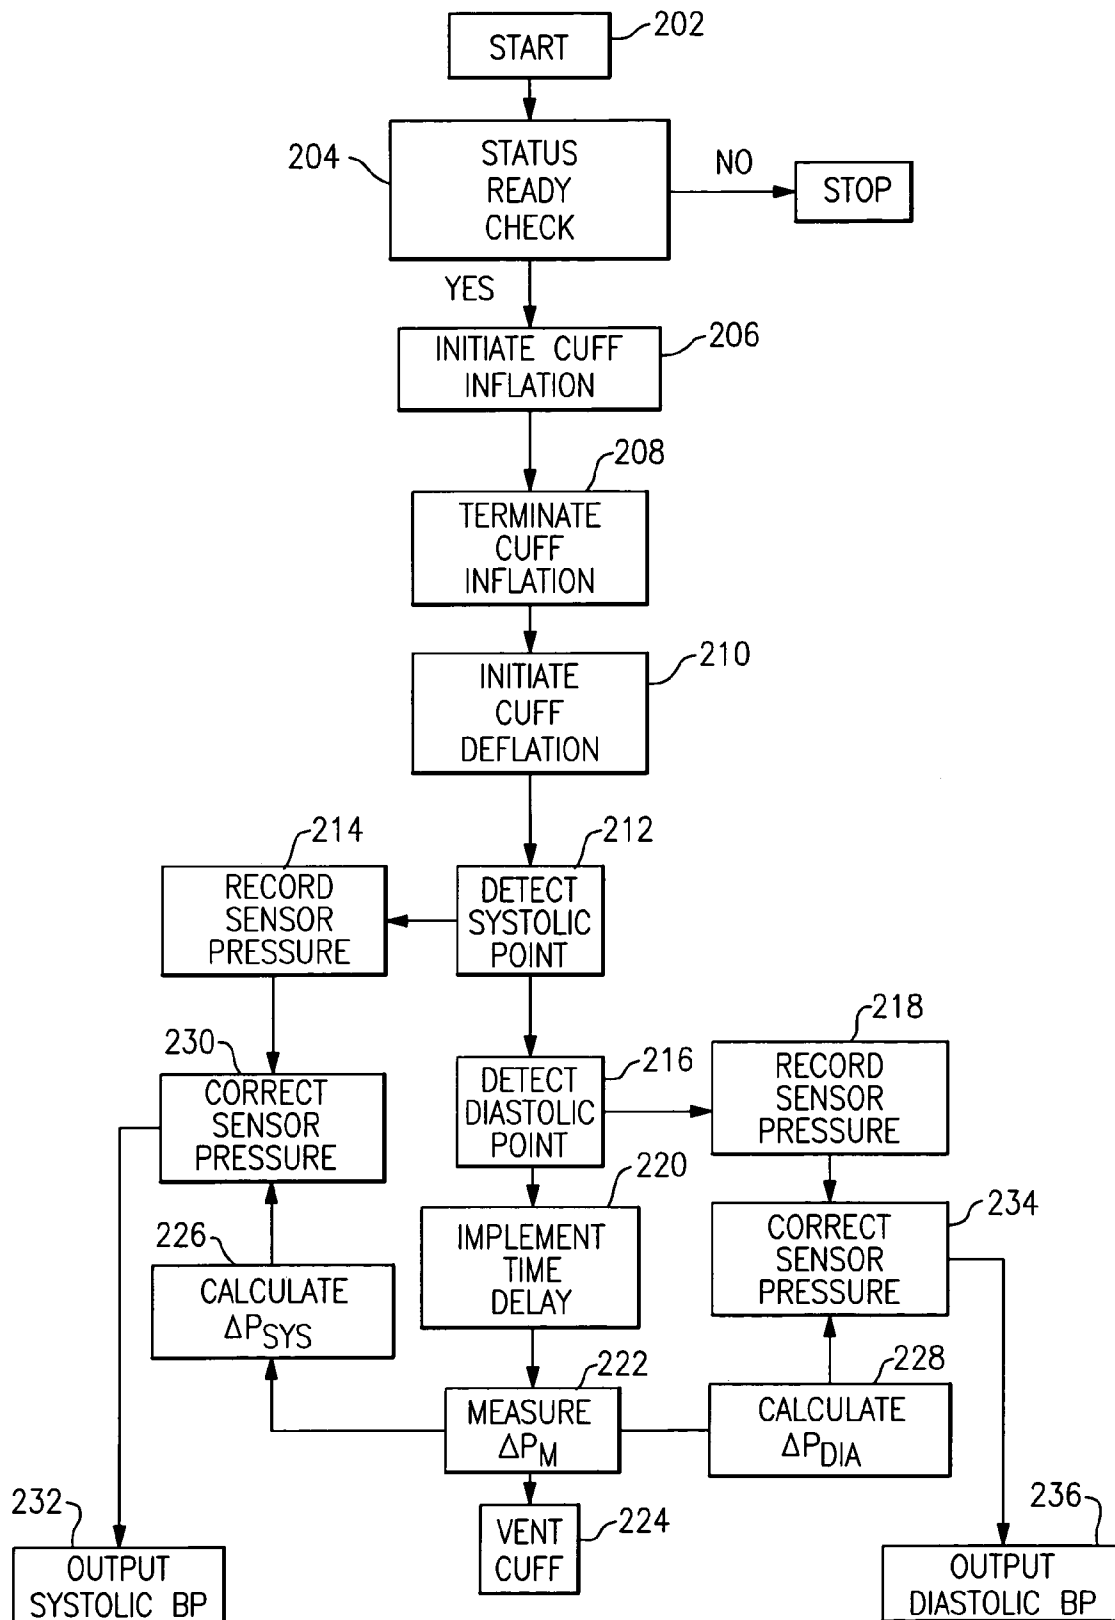 START
202
204
STATUS
READY
CHECK
NO
STOP
YES
INITIATE CUFF
INFLATION
206
208
TERMINATE
CUFF
INFLATION
210
INITIATE
CUFF
DEFLATION
214
RECORD
SENSOR
PRESSURE
212
DETECT
SYSTOLIC
POINT
230
CORRECT
SENSOR
PRESSURE
216
DETECT
DIASTOLIC
POINT
218
RECORD
SENSOR
PRESSURE
226
CALCULATE
ΔPSYS
220
IMPLEMENT
TIME
DELAY
234
CORRECT
SENSOR
PRESSURE
222
MEASURE
ΔPM
228
CALCULATE
ΔPDIA
232
OUTPUT
SYSTOLIC BP
224
VENT
CUFF
236
OUTPUT
DIASTOLIC BP